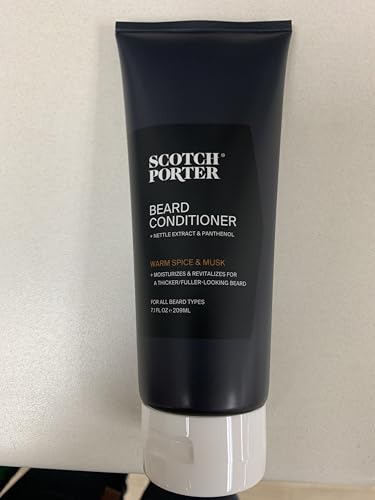 SCOTCH®
PORTER
BEARD
CONDITIONER
+ NETTLE EXTRACT & PANTHENOL
WARM SPICE & MUSK
+ MOISTURIZES & REVITALIZES FOR
A THICKER/FULLER-LOOKING BEARD
FOR ALL BEARD TYPES
7.1 FL OZ ℮ 209ML